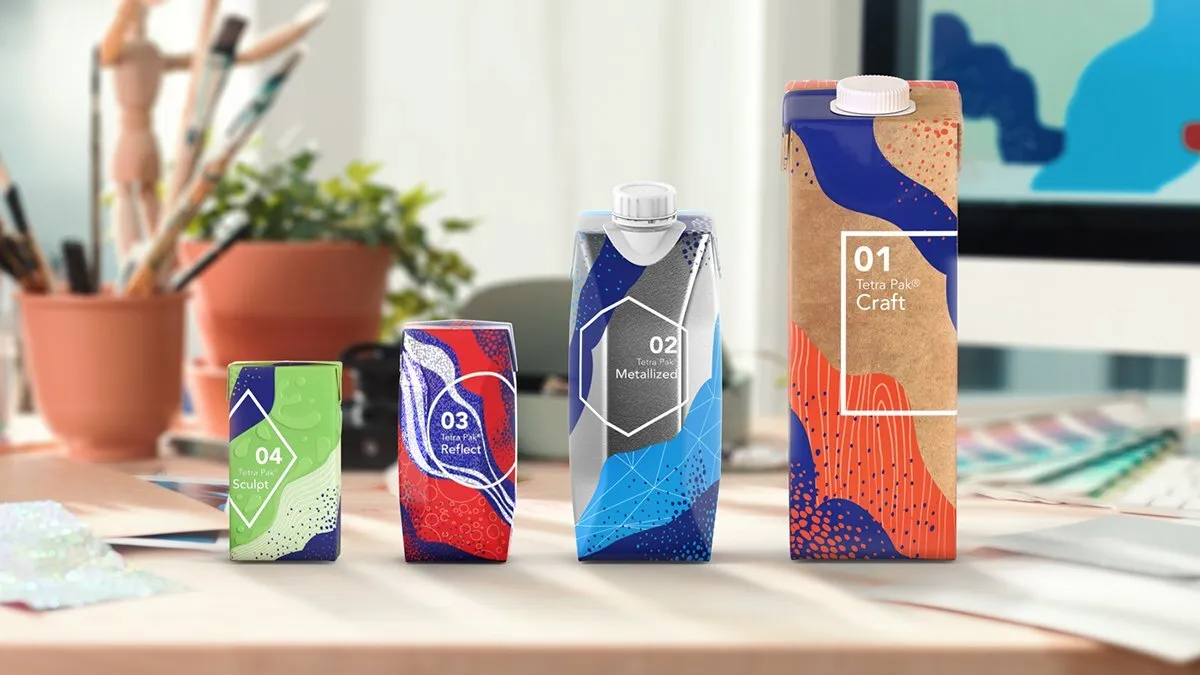 04
Tetra Pak
Sculpt
03
Tetra Pak®
Reflect
02
Tetra Pak®
Metallized
01
Tetra Pak®
Craft